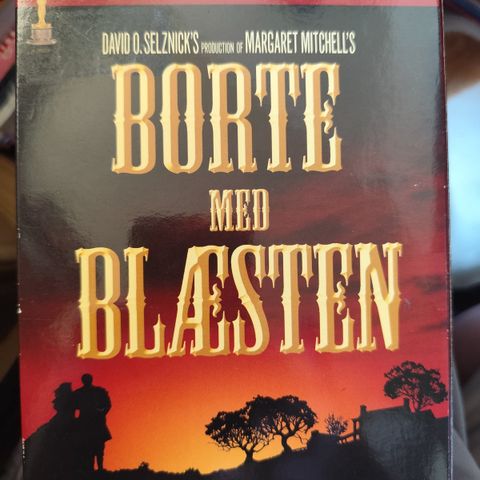 DAVID O. SELZNICK'S PRODUCTION OF MARGARET MITCHELL'S
BORTE
MED
BLÆSTEN